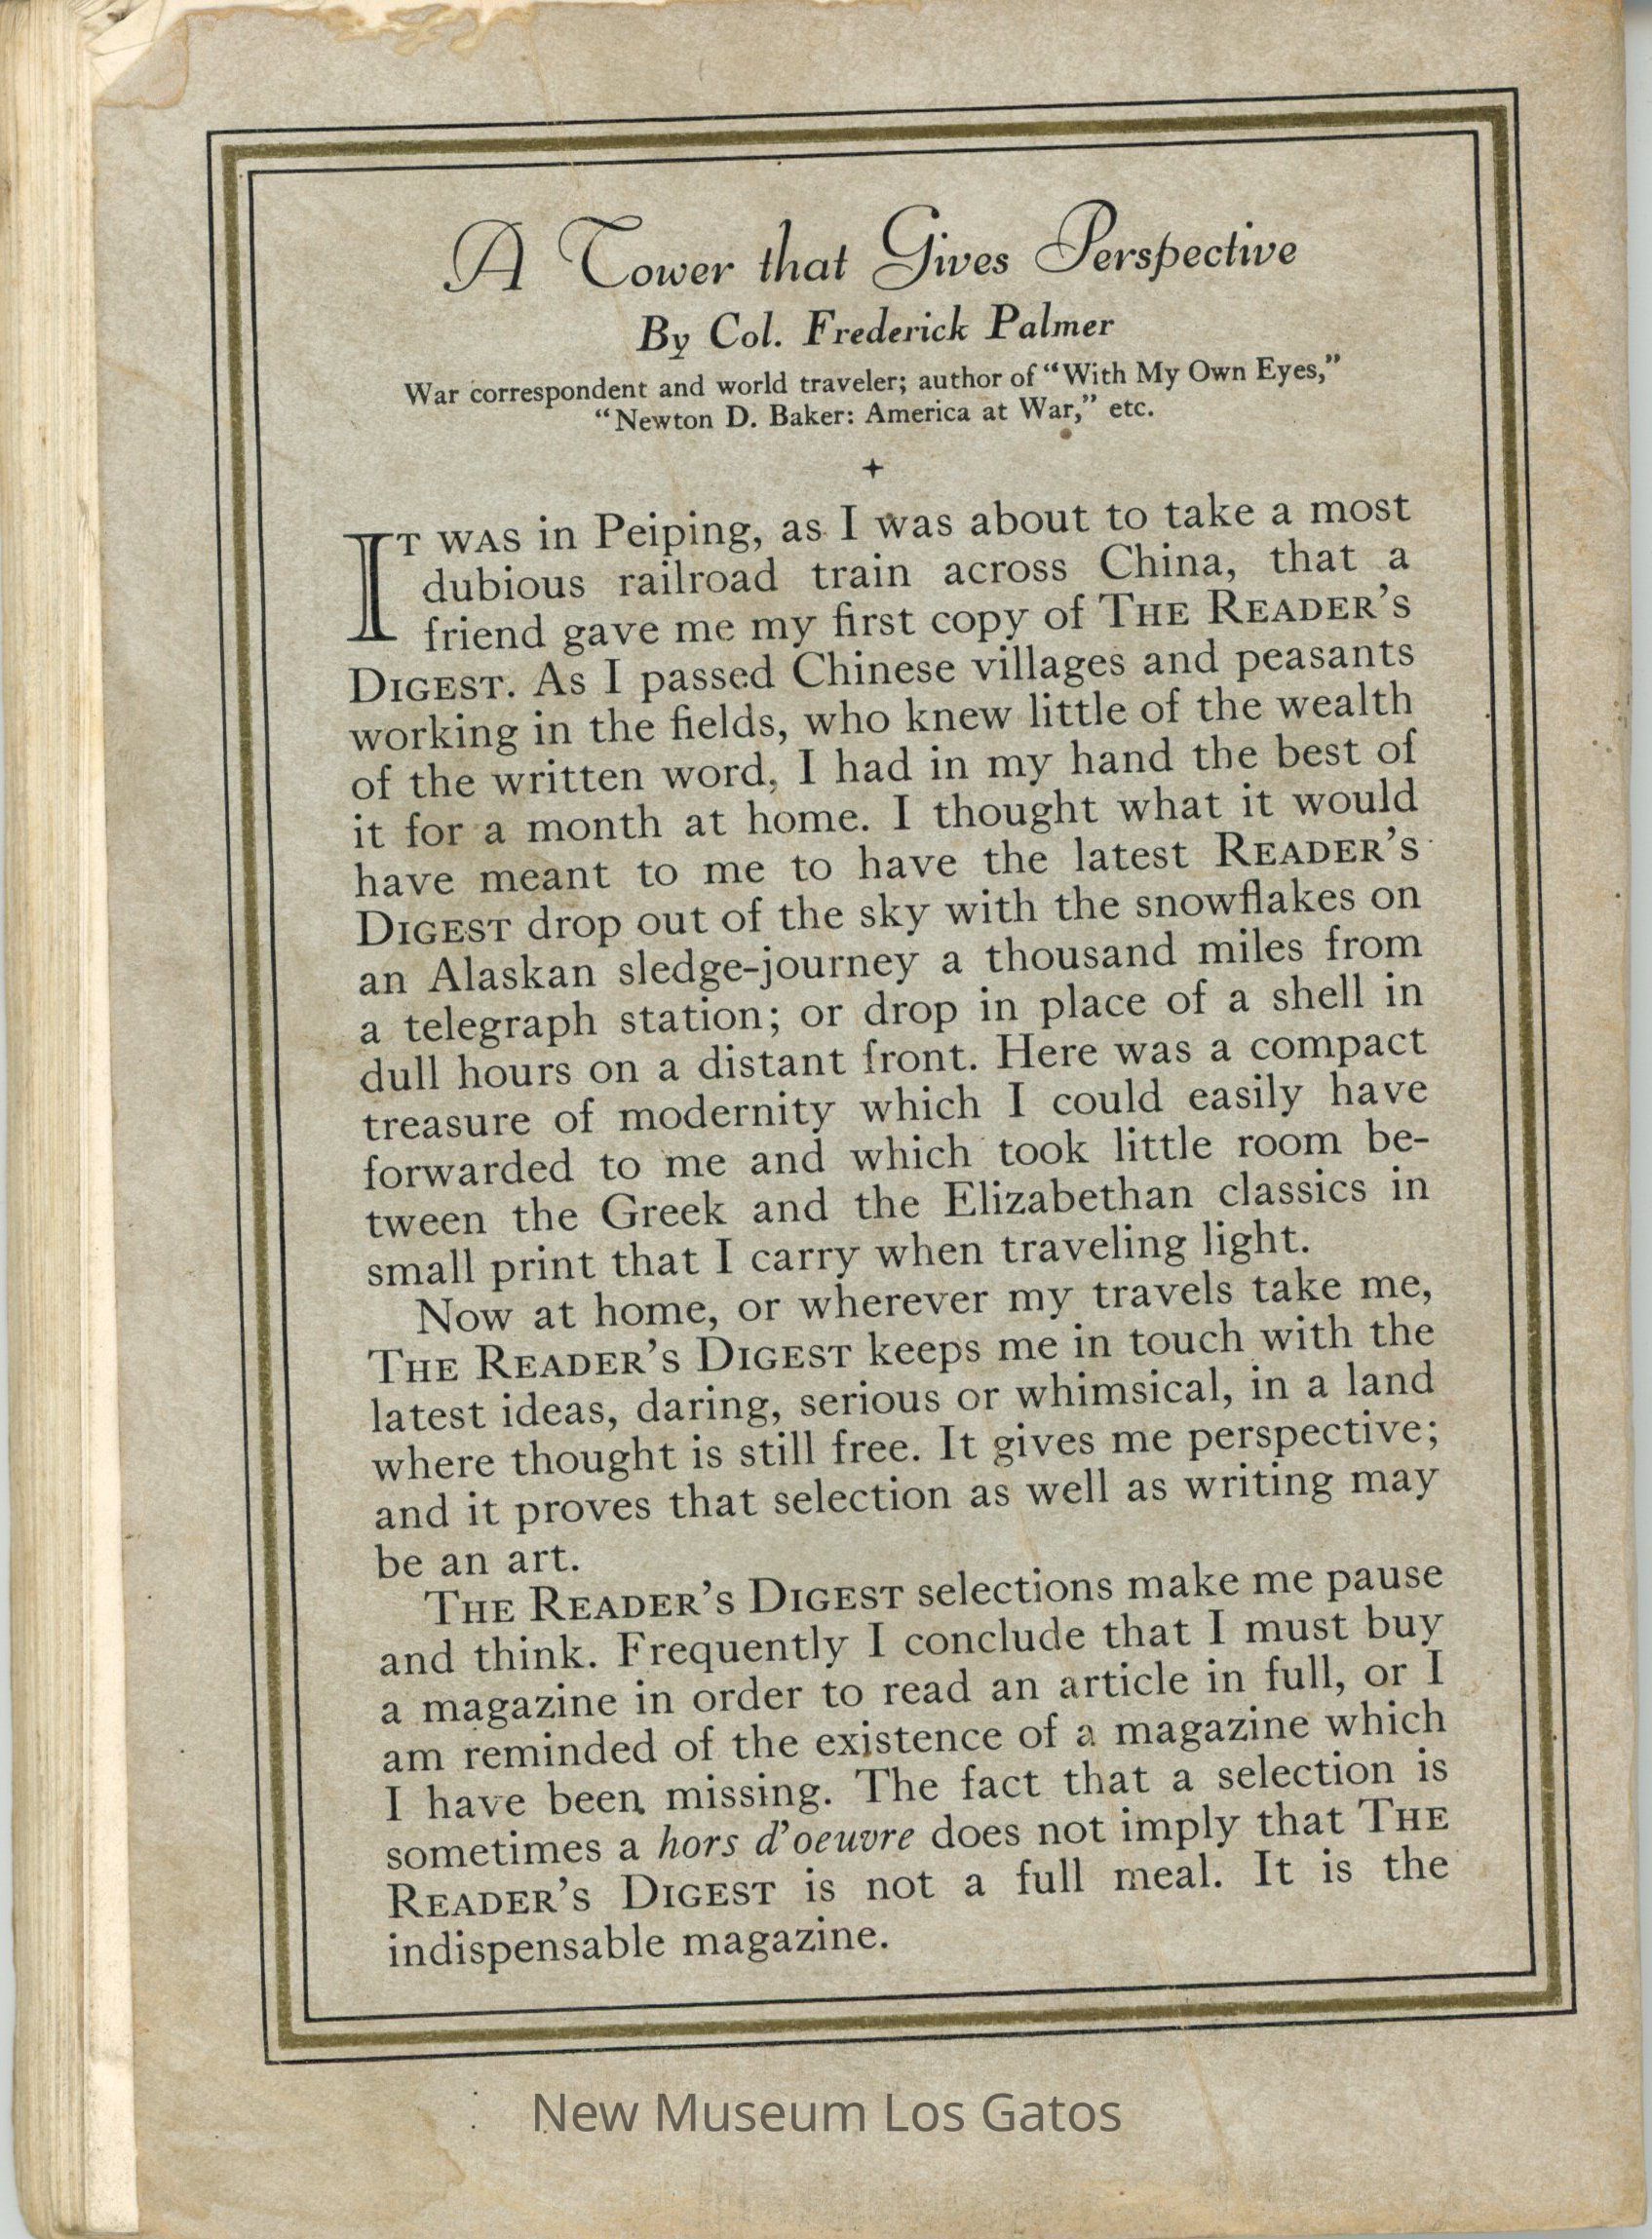 A Tower that Gives Perspective
By Col. Frederick Palmer
War correspondent and world traveler; author of “With My Own Eyes,”
“Newton D. Baker: America at War,” etc.
IT WAS in Peiping, as I was about to take a most
dubious railroad train across China, that a
friend gave me my first copy of THE READER’S
DIGEST. As I passed Chinese villages and peasants
working in the fields, who knew little of the wealth
of the written word, I had in my hand the best of
it for a month at home. I thought what it would
have meant to me to have the latest READER’S
DIGEST drop out of the sky with the snowflakes on
an Alaskan sledge-journey a thousand miles from
a telegraph station; or drop in place of a shell in
dull hours on a distant front. Here was a compact
treasure of modernity which I could easily have
forwarded to me and which took little room be-
tween the Greek and the Elizabethan classics in
small print that I carry when traveling light.
Now at home, or wherever my travels take me,
THE READER’S DIGEST keeps me in touch with the
latest ideas, daring, serious or whimsical, in a land
where thought is still free. It gives me perspective;
and it proves that selection as well as writing may
be an art.
THE READER’S DIGEST selections make me pause
and think. Frequently I conclude that I must buy
a magazine in order to read an article in full, or I
am reminded of the existence of a magazine which
I have been missing. The fact that a selection is
sometimes a hors d’oeuvre does not imply that THE
READER’S DIGEST is not a full meal. It is the
indispensable magazine.
New Museum Los Gatos